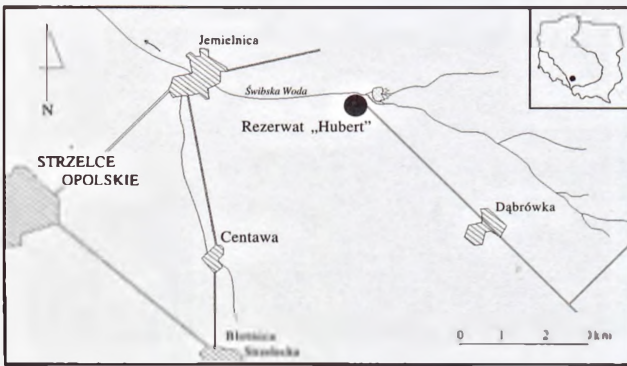 Jemielnica
N
Świbska Woda
Rezerwat „Hubert”
STRZELCE
OPOLSKIE
Dąbrówka
Centawa
Błotnica
Strzelecka
0 1 2 3 km